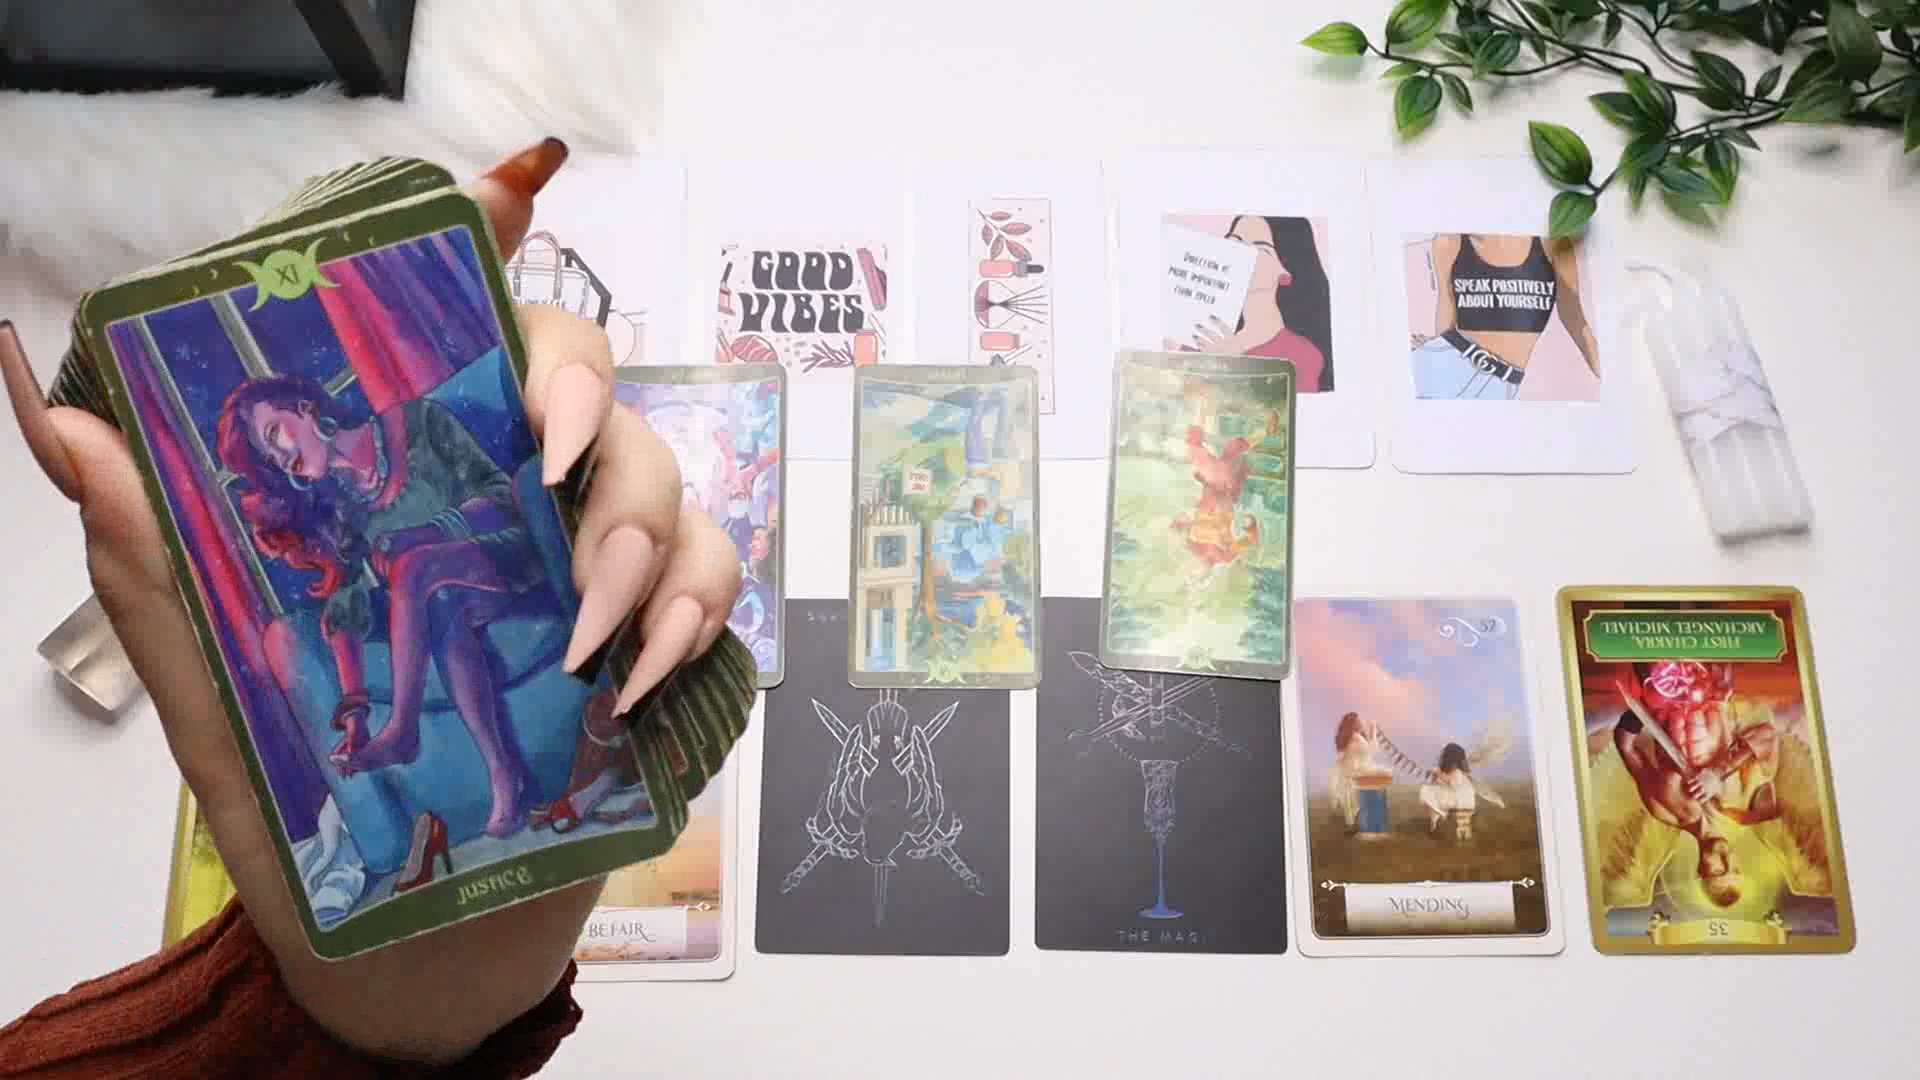 XI
JUSTICE
GOOD
VIBES
DIRECTION IS
MORE IMPORTANT
THAN SPEED
SPEAK POSITIVELY
ABOUT YOURSELF
BE FAIR
THE MAGI
57
MENDING
FIRST CHAKRA
ARCHANGEL MICHAEL
35